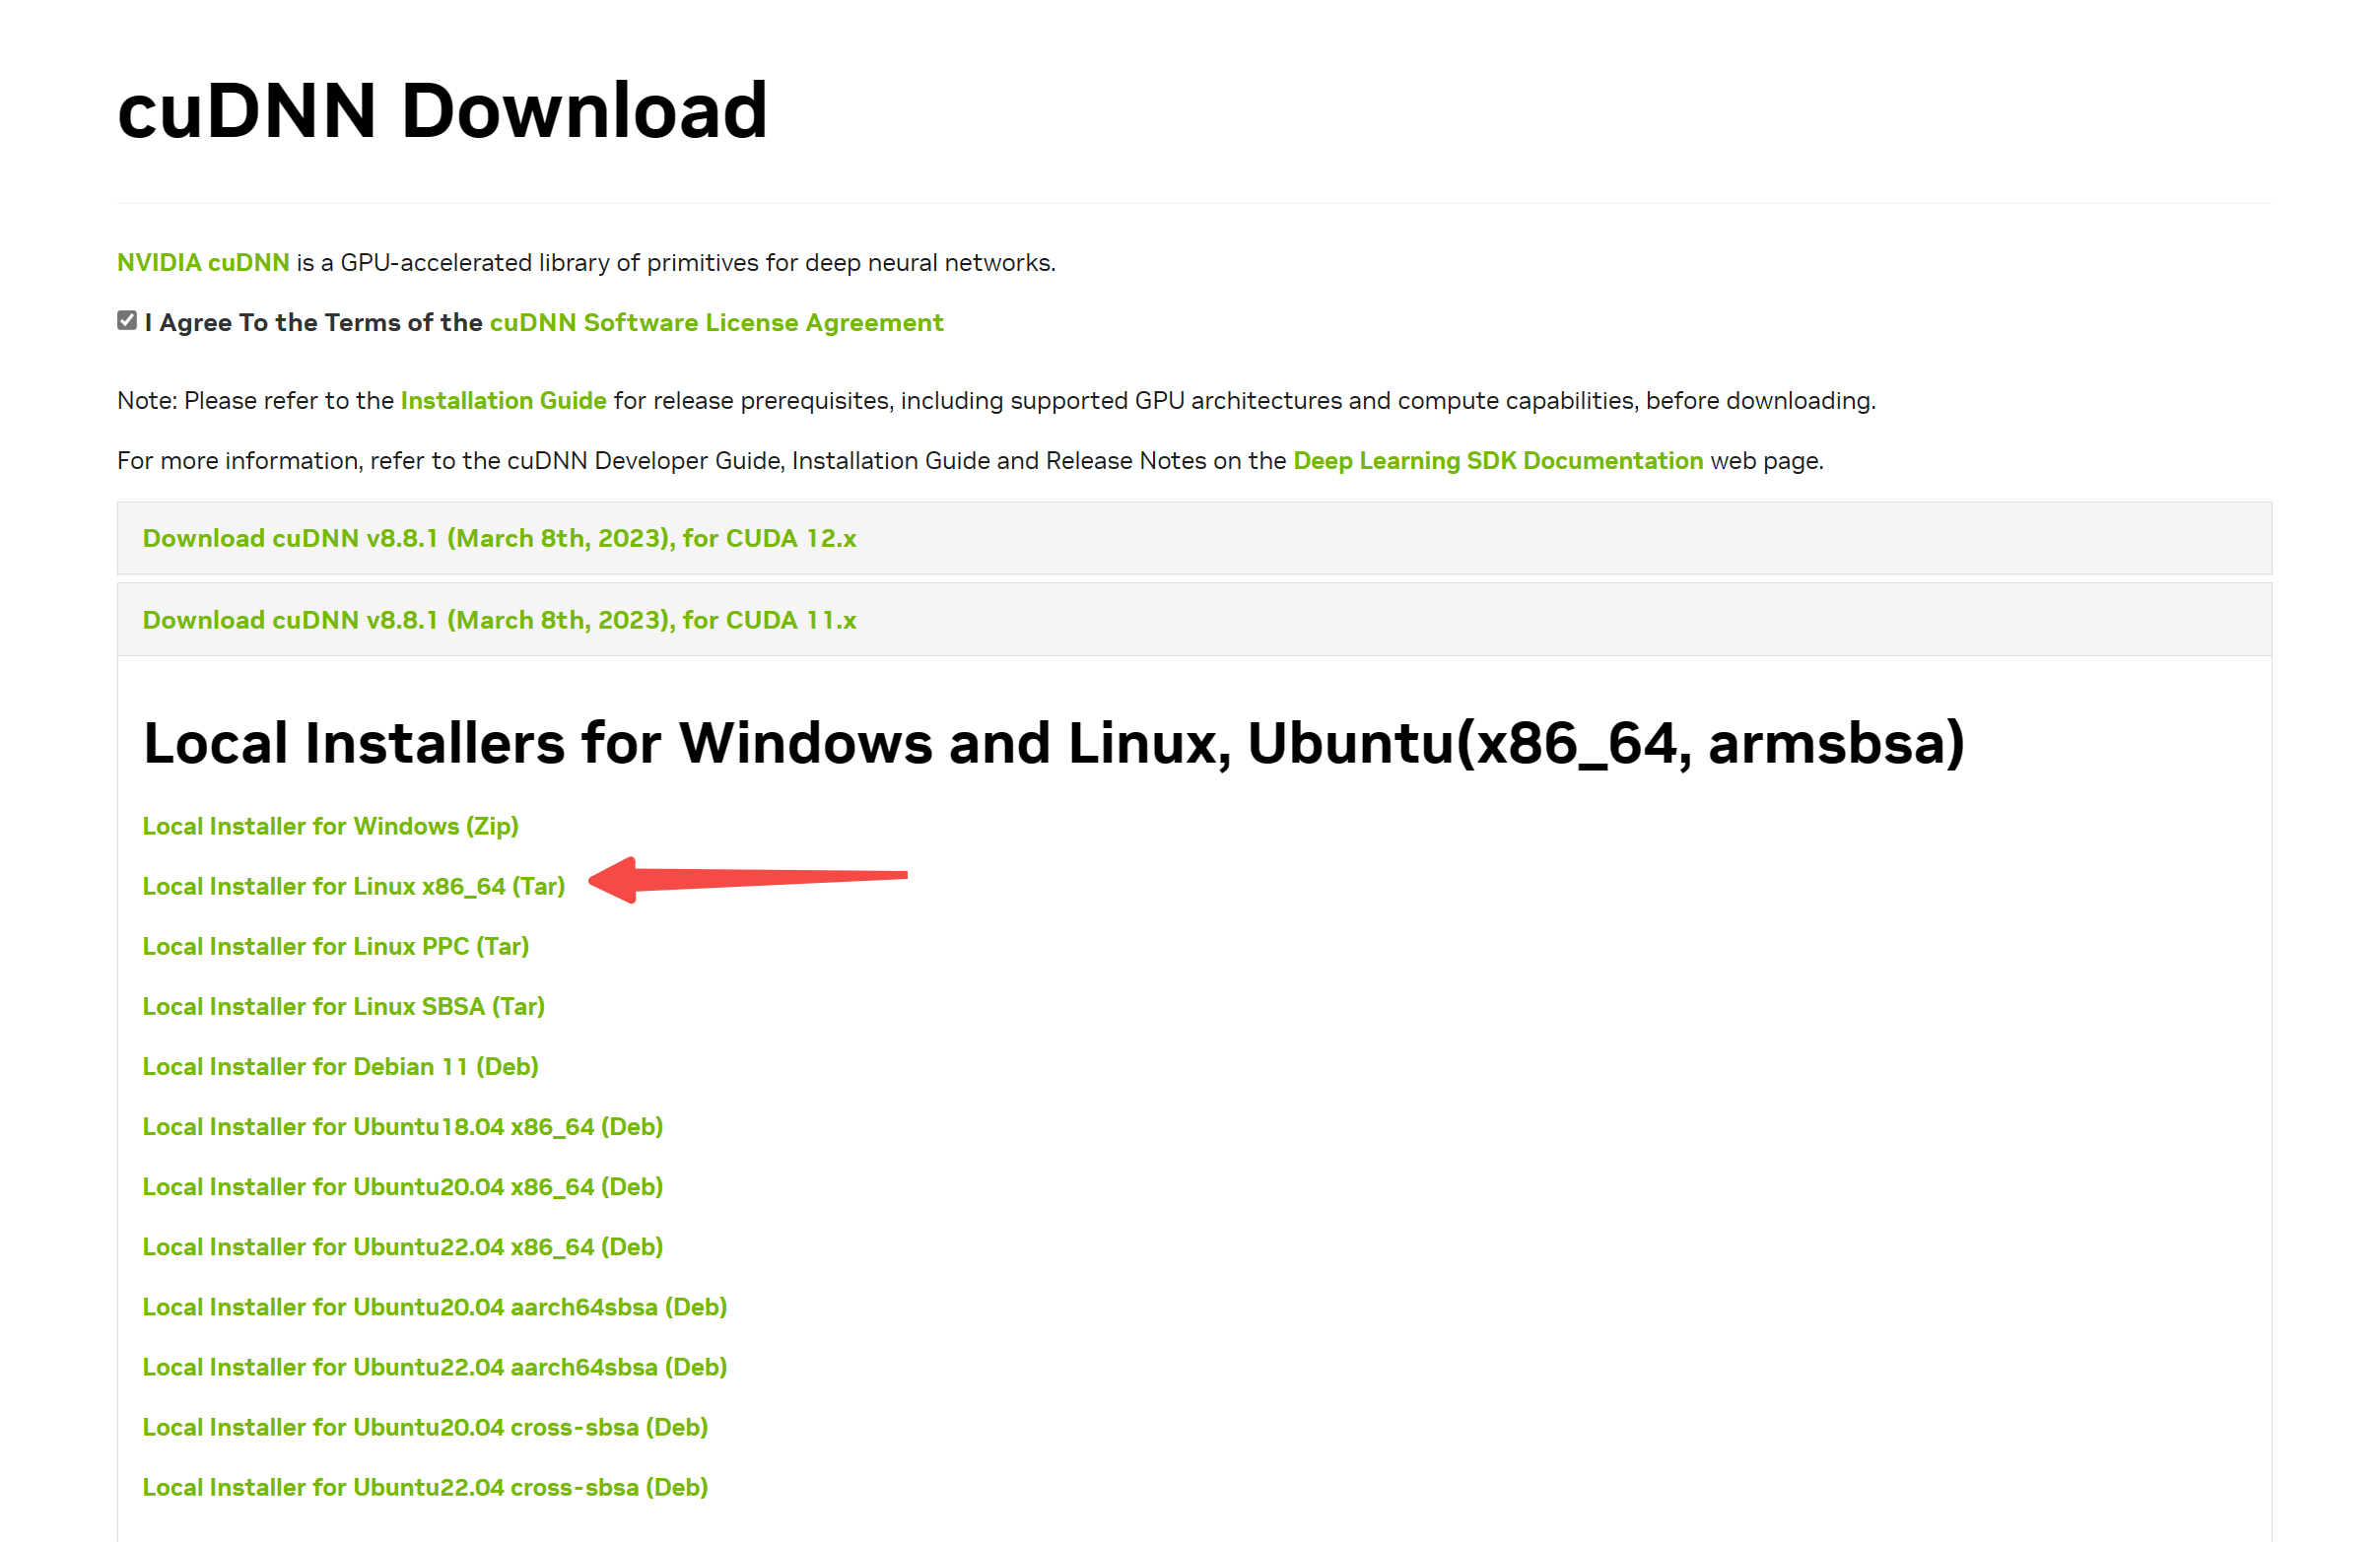 cuDNN Download
NVIDIA cuDNN is a GPU-accelerated library of primitives for deep neural networks.
I Agree To the Terms of the cuDNN Software License Agreement
Note: Please refer to the Installation Guide for release prerequisites, including supported GPU architectures and compute capabilities, before downloading.
For more information, refer to the cuDNN Developer Guide, Installation Guide and Release Notes on the Deep Learning SDK Documentation web page.
Download cuDNN v8.8.1 (March 8th, 2023), for CUDA 12.x
Download cuDNN v8.8.1 (March 8th, 2023), for CUDA 11.x
Local Installers for Windows and Linux, Ubuntu(x86_64, armsbsa)
Local Installer for Windows (Zip)
Local Installer for Linux x86_64 (Tar)
Local Installer for Linux PPC (Tar)
Local Installer for Linux SBSA (Tar)
Local Installer for Debian 11 (Deb)
Local Installer for Ubuntu18.04 x86_64 (Deb)
Local Installer for Ubuntu20.04 x86_64 (Deb)
Local Installer for Ubuntu22.04 x86_64 (Deb)
Local Installer for Ubuntu20.04 aarch64sbsa (Deb)
Local Installer for Ubuntu22.04 aarch64sbsa (Deb)
Local Installer for Ubuntu20.04 cross-sbsa (Deb)
Local Installer for Ubuntu22.04 cross-sbsa (Deb)